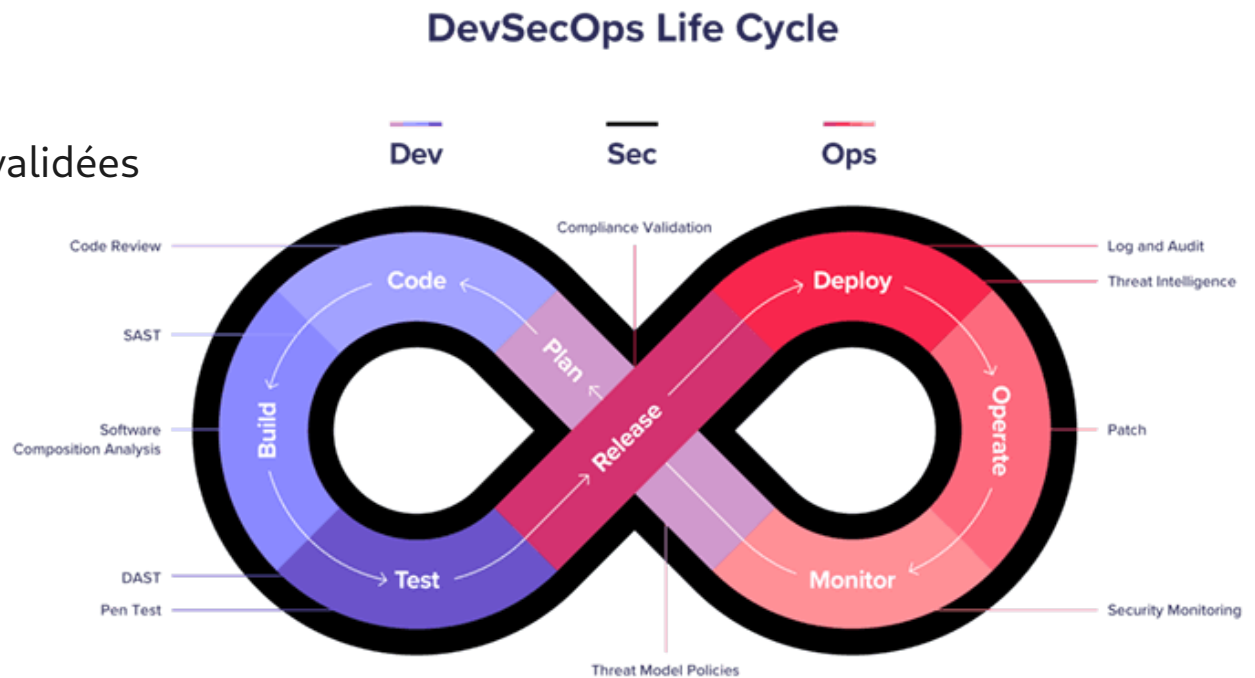 DevSecOps Life Cycle
validées
Dev
Sec
Ops
Compliance Validation
Code Review
Log and Audit
Threat Intelligence
Code
Deploy
SAST
Plan
Build
Operate
Release
Software
Composition Analysis
Patch
DAST
Test
Monitor
Pen Test
Security Monitoring
Threat Model Policies